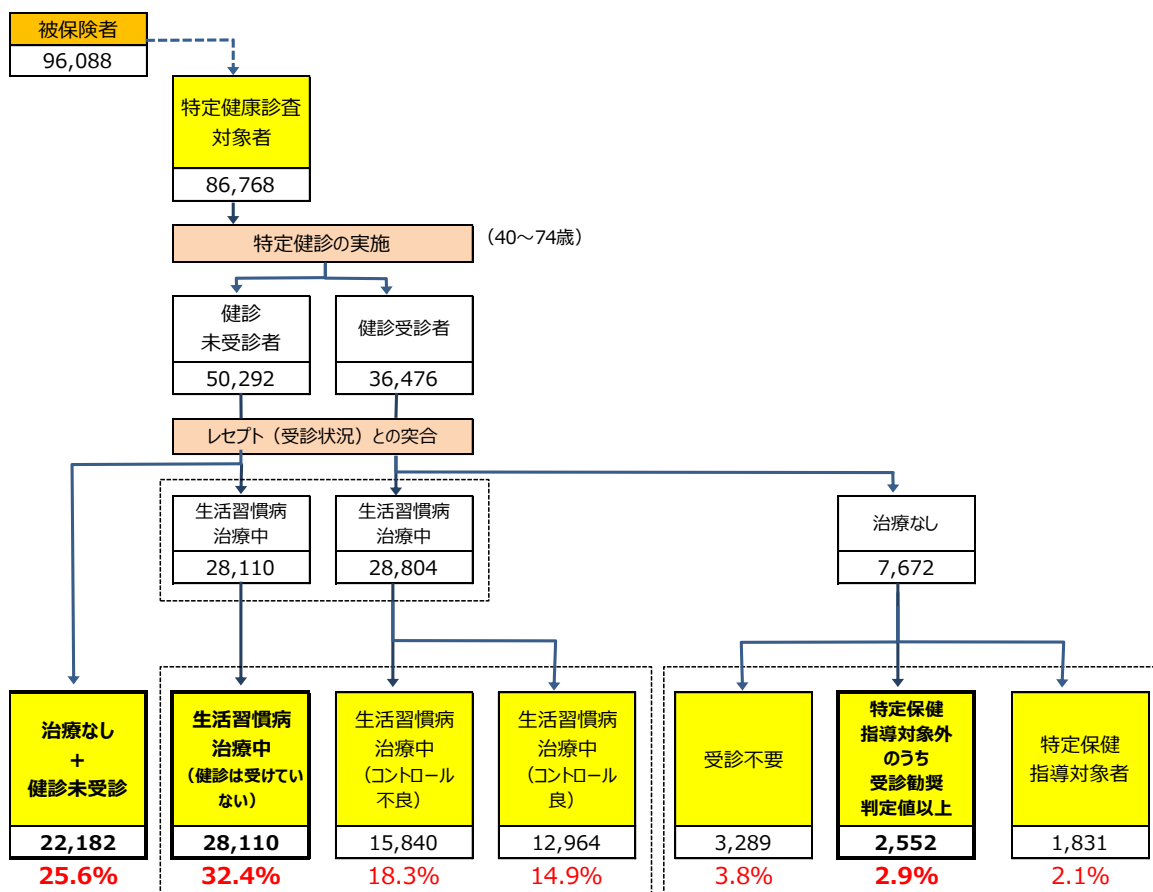 被保険者
96,088
特定健康診査
対象者
86,768
特定健診の実施
（40～74歳）
健診
未受診者
50,292
健診受診者
36,476
レセプト（受診状況）との突合
生活習慣病
治療中
28,110
生活習慣病
治療中
28,804
治療なし
7,672
治療なし
+
健診未受診
22,182
25.6%
生活習慣病
治療中
（健診は受けてい
ない）
28,110
32.4%
生活習慣病
治療中
（コントロール
不良）
15,840
18.3%
生活習慣病
治療中
（コントロール
良）
12,964
14.9%
受診不要
3,289
3.8%
特定保健
指導対象外
のうち
受診勧奨
判定値以上
2,552
2.9%
特定保健
指導対象者
1,831
2.1%